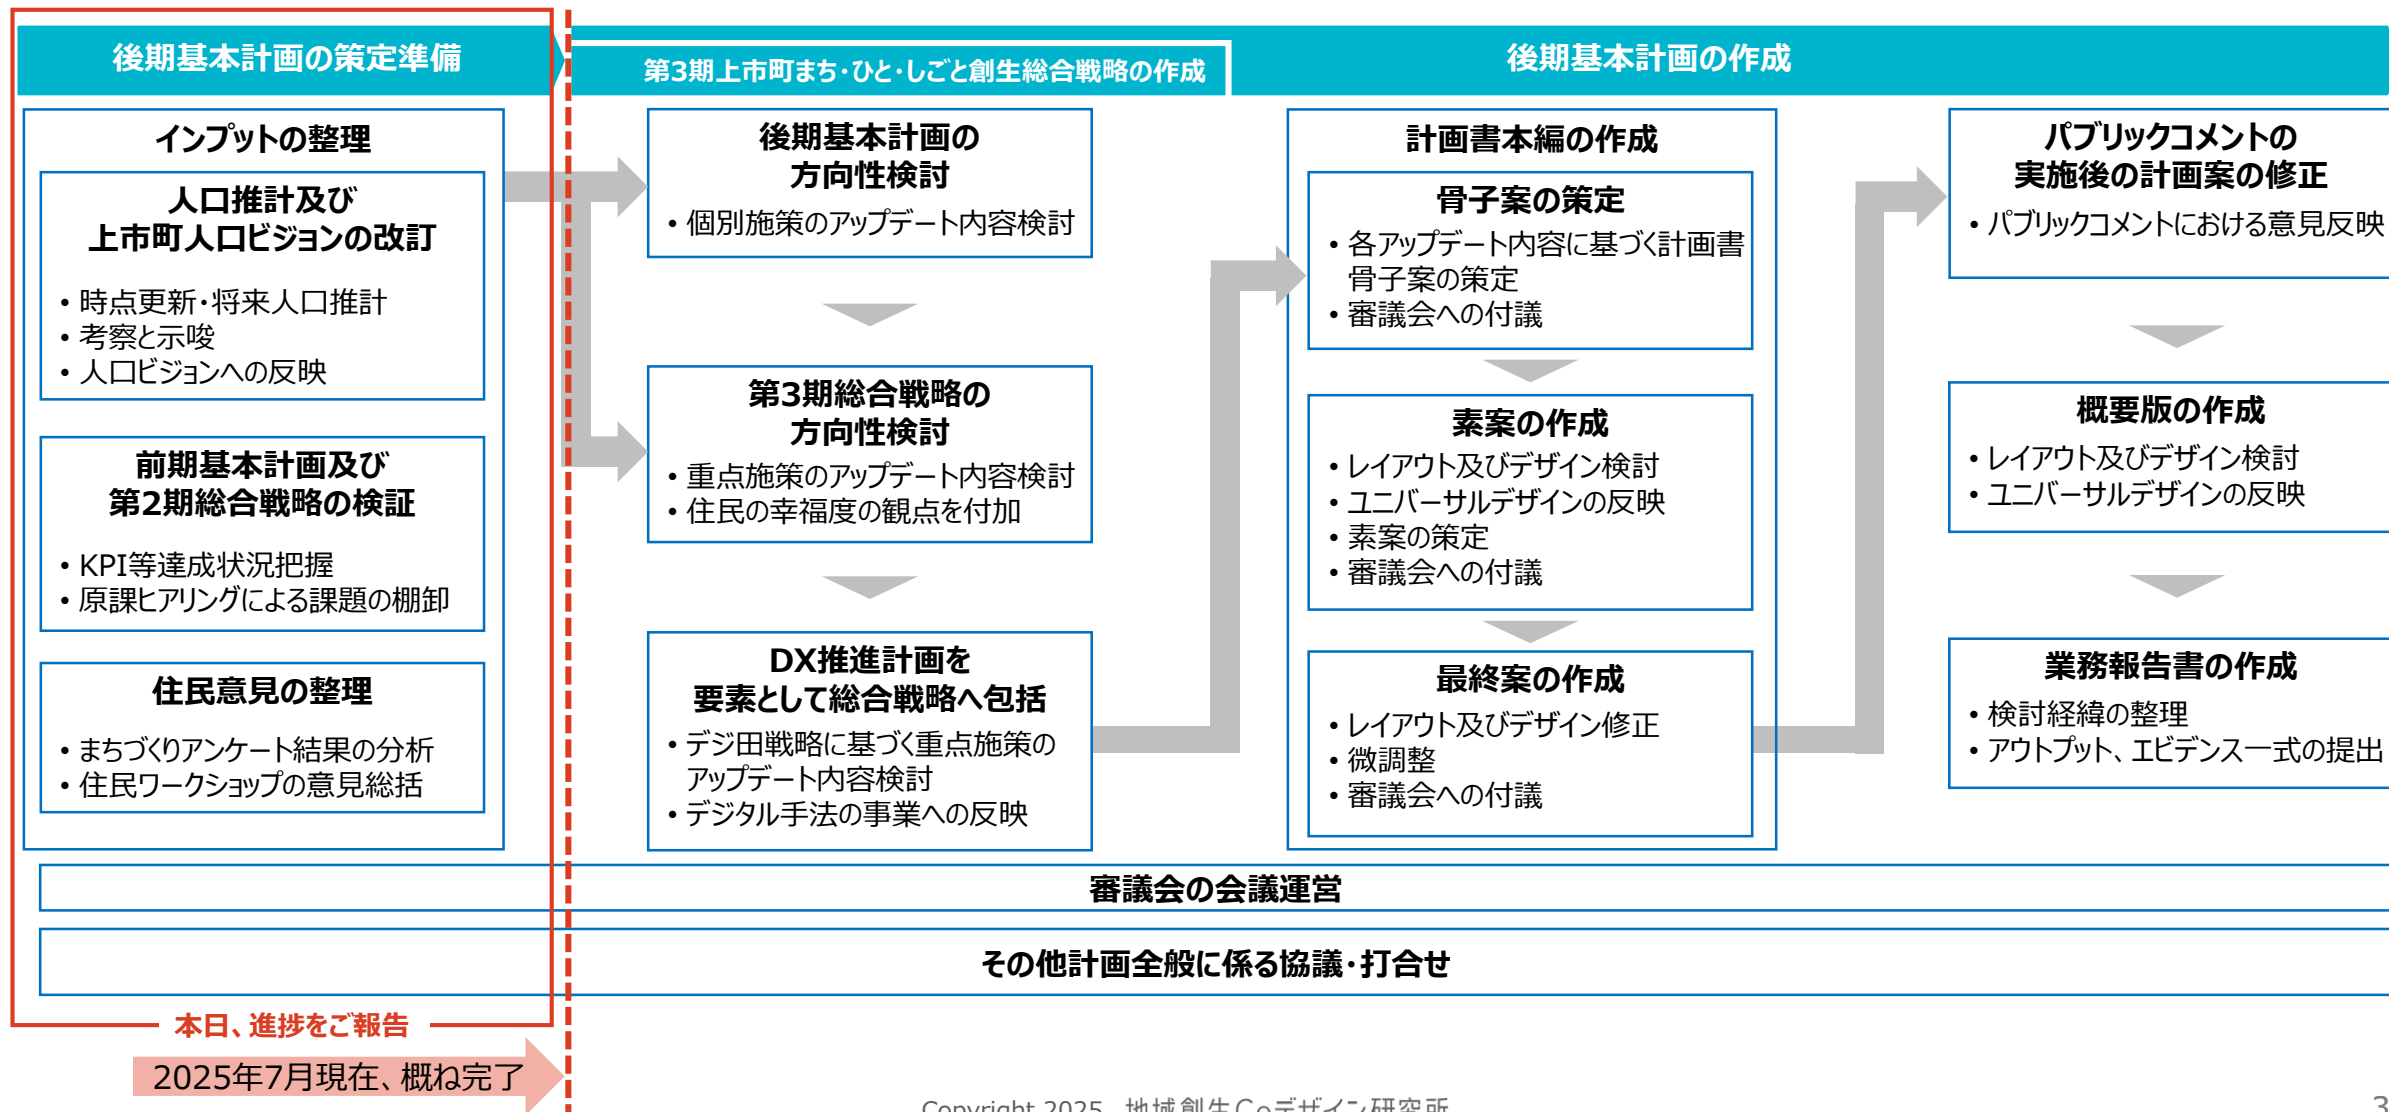 後期基本計画の策定準備
第3期上市町まち・ひと・しごと創生総合戦略の作成
後期基本計画の作成
インプットの整理
人口推計及び
上市町人口ビジョンの改訂
• 時点更新・将来人口推計
• 考察と示唆
• 人口ビジョンへの反映
前期基本計画及び
第2期総合戦略の検証
• KPI等達成状況把握
• 原課ヒアリングによる課題の棚卸
住民意見の整理
• まちづくりアンケート結果の分析
• 住民ワークショップの意見総括
後期基本計画の
方向性検討
• 個別施策のアップデート内容検討
第3期総合戦略の
方向性検討
• 重点施策のアップデート内容検討
• 住民の幸福度の観点を付加
DX推進計画を
要素として総合戦略へ包括
• デジ田戦略に基づく重点施策の
アップデート内容検討
• デジタル手法の事業への反映
計画書本編の作成
骨子案の策定
• 各アップデート内容に基づく計画書
骨子案の策定
• 審議会への付議
素案の作成
• レイアウト及びデザイン検討
• ユニバーサルデザインの反映
• 素案の策定
• 審議会への付議
最終案の作成
• レイアウト及びデザイン修正
• 微調整
• 審議会への付議
パブリックコメントの
実施後の計画案の修正
• パブリックコメントにおける意見反映
概要版の作成
• レイアウト及びデザイン検討
• ユニバーサルデザインの反映
業務報告書の作成
• 検討経緯の整理
• アウトプット、エビデンス一式の提出
審議会の会議運営
その他計画全般に係る協議・打合せ
本日、進捗をご報告
2025年7月現在、概ね完了
Copyright 2025 地域創生Coデザイン研究所
3